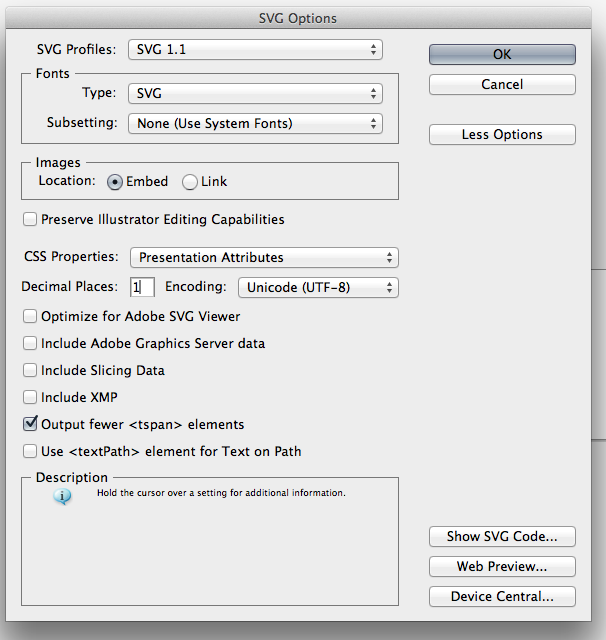 SVG Options
SVG Profiles: SVG 1.1
OK
Fonts
Type: SVG
Cancel
Subsetting: None (Use System Fonts)
Less Options
Images
Location: Embed Link
Preserve Illustrator Editing Capabilities
CSS Properties: Presentation Attributes
Decimal Places: 1 Encoding: Unicode (UTF-8)
Optimize for Adobe SVG Viewer
Include Adobe Graphics Server data
Include Slicing Data
Include XMP
Output fewer <tspan> elements
Use <textPath> element for Text on Path
Description
Hold the cursor over a setting for additional information.
Show SVG Code...
Web Preview...
Device Central...